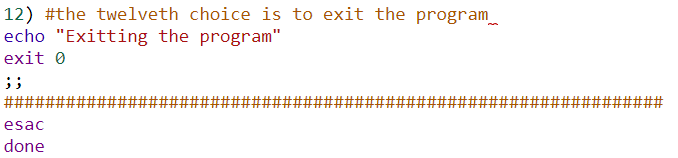 12) #the twelveth choice is to exit the program
echo "Exitting the program"
exit 0
;;
################################################################
esac
done